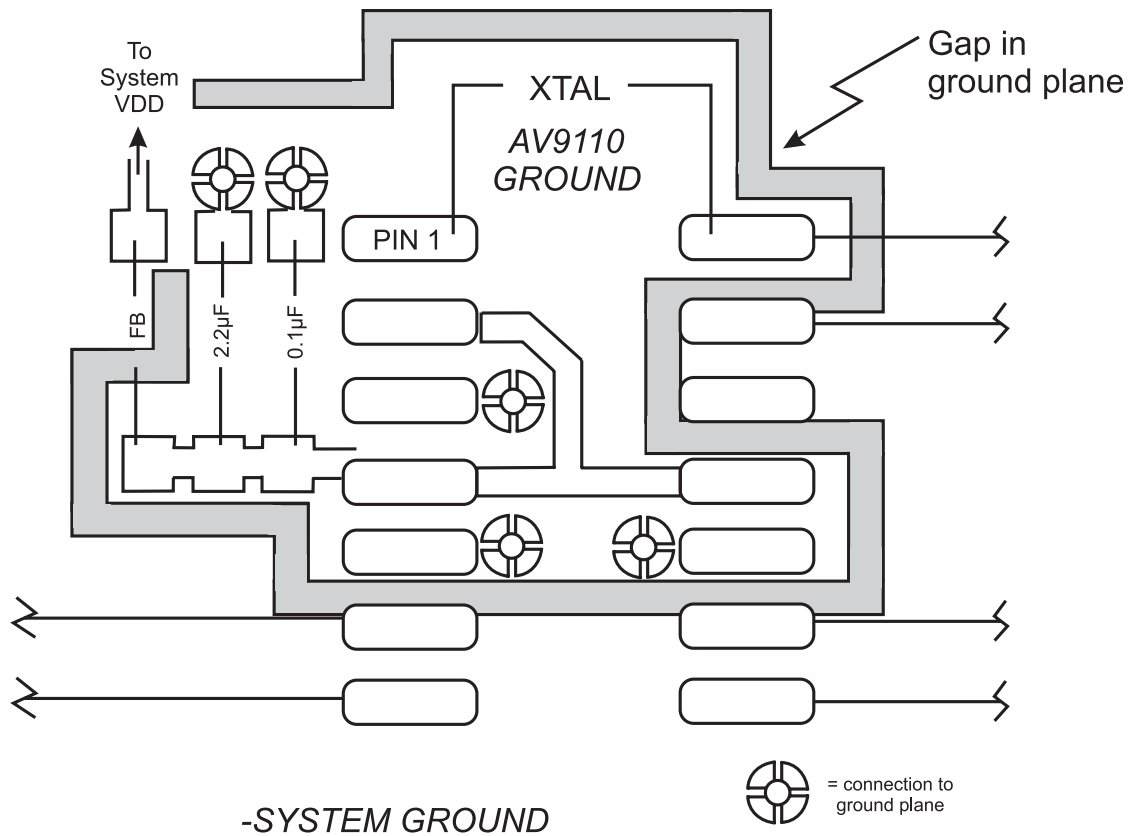 To
System
VDD
Gap in
ground plane
XTAL
AV9110
GROUND
PIN 1
FB
2.2µF
0.1µF
= connection to
ground plane
-SYSTEM GROUND